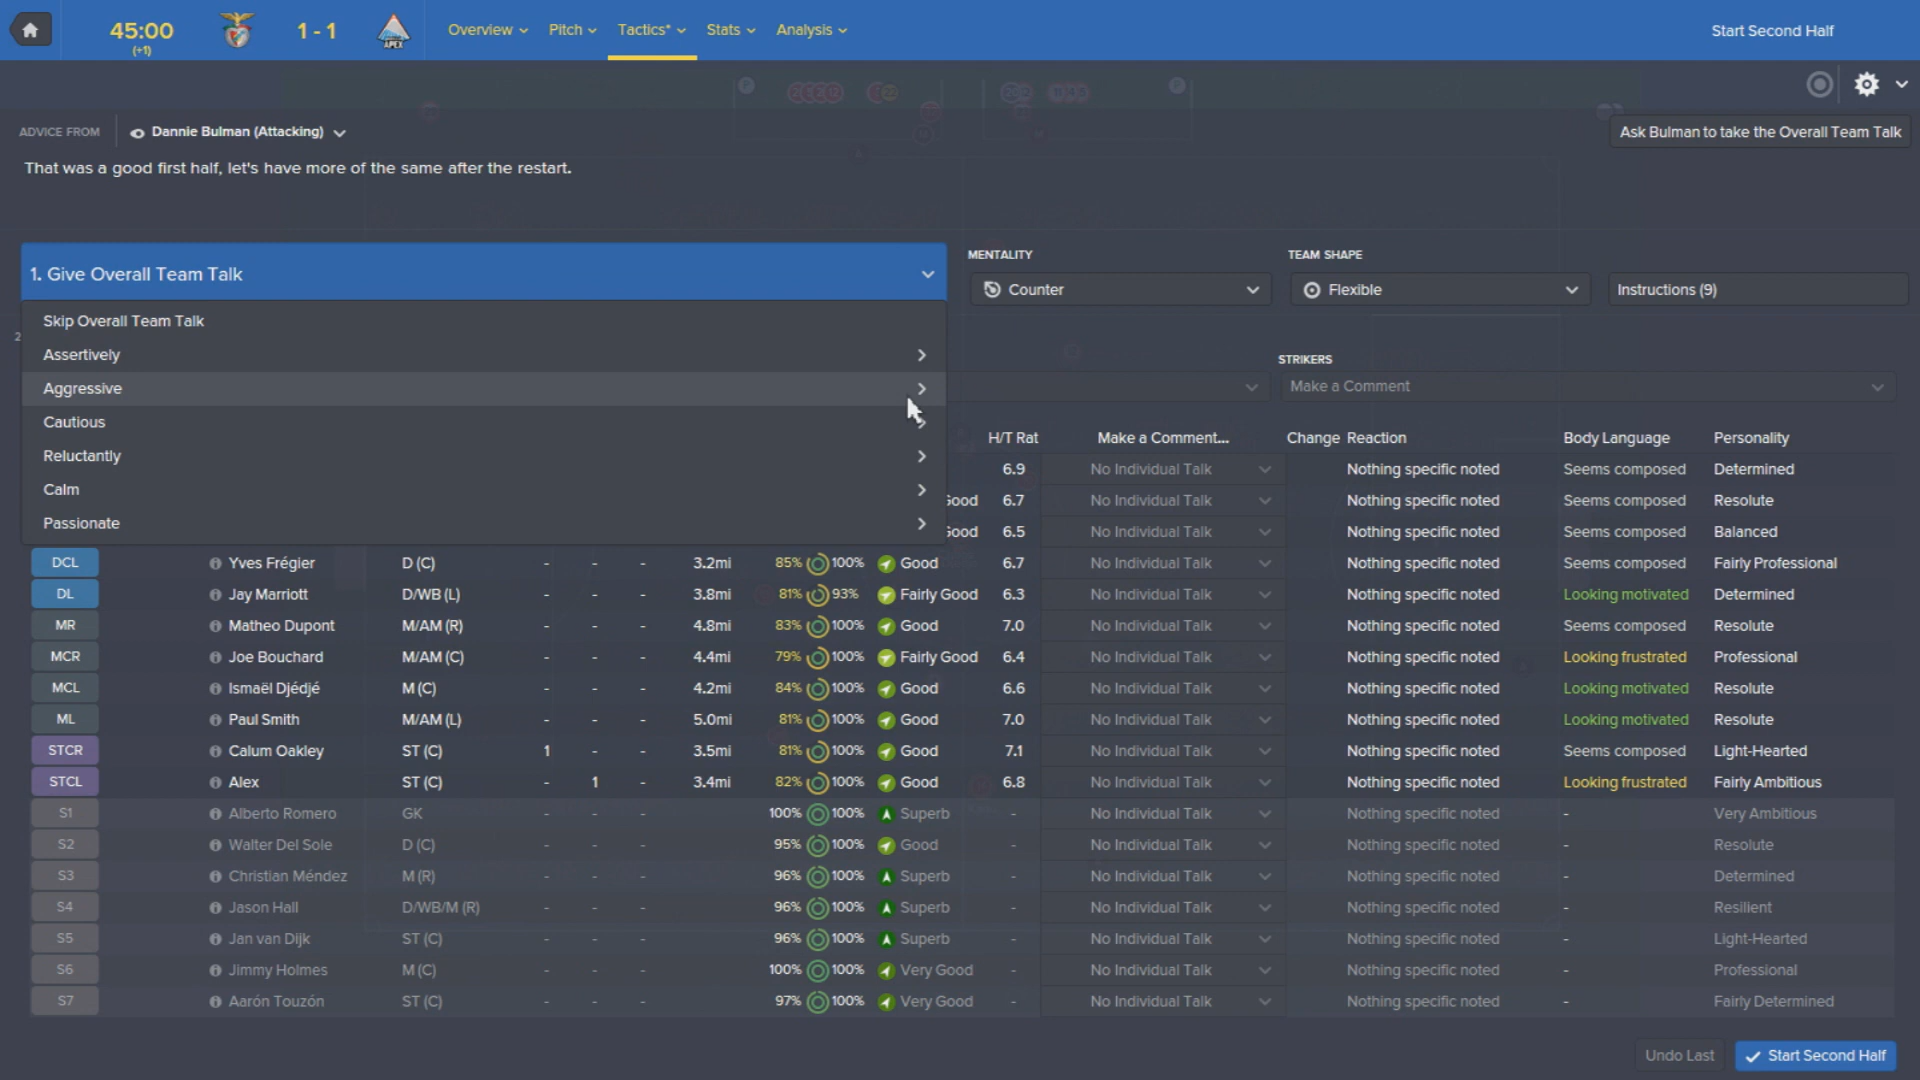 45:00
(+1)
1 - 1
APEX
Overview
Pitch
Tactics*
Stats
Analysis
Start Second Half
ADVICE FROM
Dannie Bulman (Attacking)
Ask Bulman to take the Overall Team Talk
That was a good first half, let's have more of the same after the restart.
1. Give Overall Team Talk
MENTALITY
TEAM SHAPE
Counter
Flexible
Instructions (9)
Skip Overall Team Talk
Assertively
Aggressive
Cautious
Reluctantly
Calm
Passionate
STRIKERS
Make a Comment
H/T Rat Make a Comment... Change Reaction Body Language Personality
6.9 No Individual Talk Nothing specific noted Seems composed Determined
Good 6.7 No Individual Talk Nothing specific noted Seems composed Resolute
Good 6.5 No Individual Talk Nothing specific noted Seems composed Balanced
DCL Yves Frégier D (C) - - - 3.2mi 85% 100% Good 6.7 No Individual Talk Nothing specific noted Seems composed Fairly Professional
DL Jay Marriott D/WB (L) - - - 3.8mi 81% 93% Fairly Good 6.3 No Individual Talk Nothing specific noted Looking motivated Determined
MR Matheo Dupont M/AM (R) - - - 4.8mi 83% 100% Good 7.0 No Individual Talk Nothing specific noted Seems composed Resolute
MCR Joe Bouchard M/AM (C) - - - 4.4mi 79% 100% Fairly Good 6.4 No Individual Talk Nothing specific noted Looking frustrated Professional
MCL Ismaël Djédjé M (C) - - - 4.2mi 84% 100% Good 6.6 No Individual Talk Nothing specific noted Looking motivated Resolute
ML Paul Smith M/AM (L) - - - 5.0mi 81% 100% Good 7.0 No Individual Talk Nothing specific noted Looking motivated Resolute
STCR Calum Oakley ST (C) 1 - - 3.5mi 81% 100% Good 7.1 No Individual Talk Nothing specific noted Seems composed Light-Hearted
STCL Alex ST (C) - 1 - 3.4mi 82% 100% Good 6.8 No Individual Talk Nothing specific noted Looking frustrated Fairly Ambitious
S1 Alberto Romero GK - - - 100% 100% Superb - No Individual Talk Nothing specific noted - Very Ambitious
S2 Walter Del Sole D (C) - - - 95% 100% Good - No Individual Talk Nothing specific noted - Resolute
S3 Christian Méndez M (R) - - - 96% 100% Superb - No Individual Talk Nothing specific noted - Determined
S4 Jason Hall D/WB/M (R) - - - 96% 100% Superb - No Individual Talk Nothing specific noted - Resilient
S5 Jan van Dijk ST (C) - - - 96% 100% Superb - No Individual Talk Nothing specific noted - Light-Hearted
S6 Jimmy Holmes M (C) - - - 100% 100% Very Good - No Individual Talk Nothing specific noted - Professional
S7 Aarón Touzón ST (C) - - - 97% 100% Very Good - No Individual Talk Nothing specific noted - Fairly Determined
Undo Last
Start Second Half